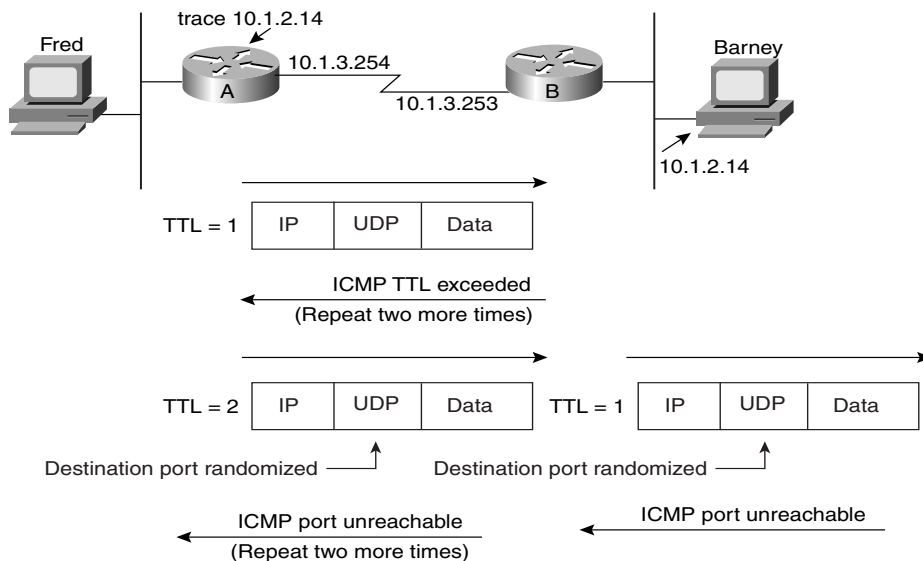 trace 10.1.2.14
Fred
Barney
10.1.3.254
A
B
10.1.3.253
10.1.2.14
TTL = 1
IP
UDP
Data
ICMP TTL exceeded
(Repeat two more times)
TTL = 2
IP
UDP
Data
TTL = 1
IP
UDP
Data
Destination port randomized
Destination port randomized
ICMP port unreachable
(Repeat two more times)
ICMP port unreachable